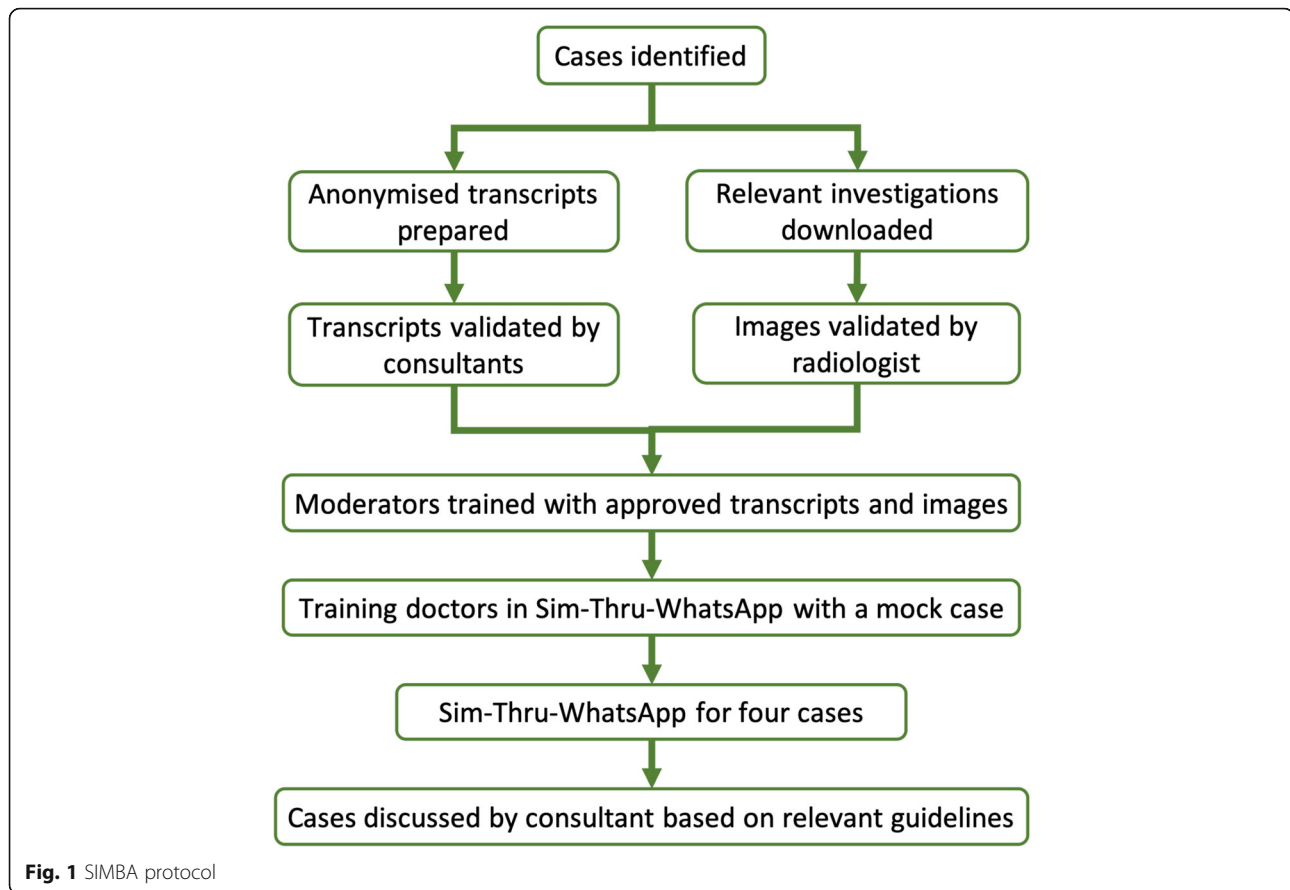 Cases identified
Anonymised transcripts
prepared
Relevant investigations
downloaded
Transcripts validated by
consultants
Images validated by
radiologist
Moderators trained with approved transcripts and images
Training doctors in Sim-Thru-WhatsApp with a mock case
Sim-Thru-WhatsApp for four cases
Cases discussed by consultant based on relevant guidelines
Fig. 1 SIMBA protocol